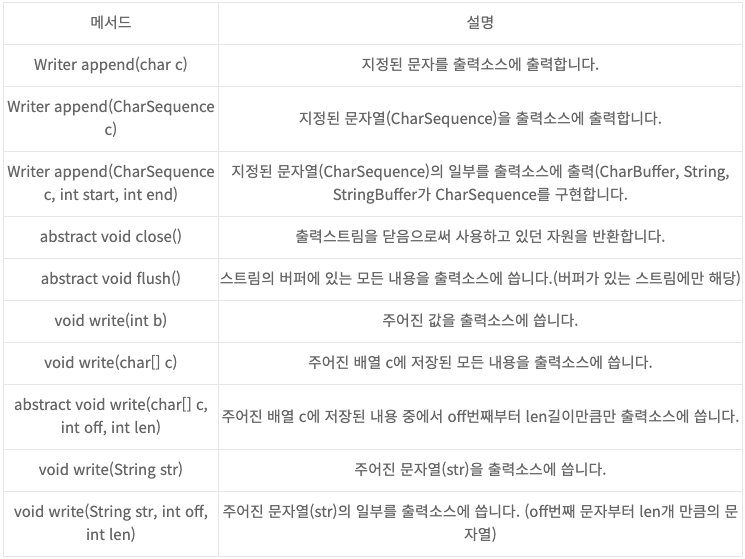 메서드
설명
Writer append(char c)
지정된 문자를 출력소스에 출력합니다.
Writer append(CharSequence
c)
지정된 문자열(CharSequence)을 출력소스에 출력합니다.
Writer append(CharSequence
c, int start, int end)
지정된 문자열(CharSequence)의 일부를 출력소스에 출력(CharBuffer, String,
StringBuffer가 CharSequence를 구현합니다.
abstract void close()
출력스트림을 닫음으로써 사용하고 있던 자원을 반환합니다.
abstract void flush()
스트림의 버퍼에 있는 모든 내용을 출력소스에 씁니다.(버퍼가 있는 스트림에만 해당)
void write(int b)
주어진 값을 출력소스에 씁니다.
void write(char[] c)
주어진 배열 c에 저장된 모든 내용을 출력소스에 씁니다.
abstract void write(char[] c,
int off, int len)
주어진 배열 c에 저장된 내용 중에서 off번째부터 len길이만큼만 출력소스에 씁니다.
void write(String str)
주어진 문자열(str)을 출력소스에 씁니다.
void write(String str, int off,
int len)
주어진 문자열(str)의 일부를 출력소스에 씁니다. (off번째 문자부터 len개 만큼의 문
자열)